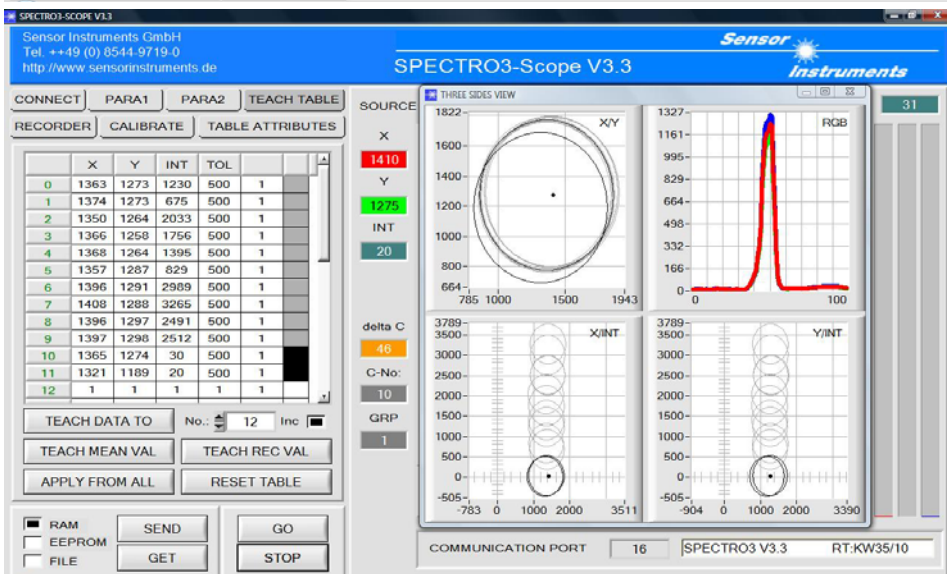 SPECTRO3-SCOPE V3.3
Sensor Instruments GmbH
Tel. ++49 (0) 8544-9719-0
http://www.sensorinstruments.de
SPECTRO3-Scope V3.3
Sensor
Instruments
CONNECT PARA1 PARA2 TEACH TABLE
RECORDER CALIBRATE TABLE ATTRIBUTES
X Y INT TOL
0 1363 1273 1230 500 1
1 1374 1273 675 500 1
2 1350 1264 2033 500 1
3 1366 1258 1756 500 1
4 1368 1264 1395 500 1
5 1357 1287 829 500 1
6 1396 1291 2989 500 1
7 1408 1288 3265 500 1
8 1396 1297 2491 500 1
9 1397 1298 2512 500 1
10 1365 1274 30 500 1
11 1321 1189 20 500 1
12 1 1 1 1 1
TEACH DATA TO No.: 12 Inc
TEACH MEAN VAL TEACH REC VAL
APPLY FROM ALL RESET TABLE
RAM
EEPROM
FILE
SEND GO
GET STOP
SOURCE
X
1410
Y
1275
INT
20
delta C
46
C-No:
10
GRP
1
THREE SIDES VIEW
31
X/Y
1822
1600
1400
1200
1000
800
664
785 1000 1500 1943
RGB
1327
1161
995
829
664
498
332
166
0
0 100
X/INT
3789
3500
3000
2500
2000
1500
1000
500
0
-505
-783 0 1000 2000 3511
Y/INT
3789
3500
3000
2500
2000
1500
1000
500
0
-505
-904 0 1000 2000 3390
COMMUNICATION PORT 16 SPECTRO3 V3.3 RT:KW35/10